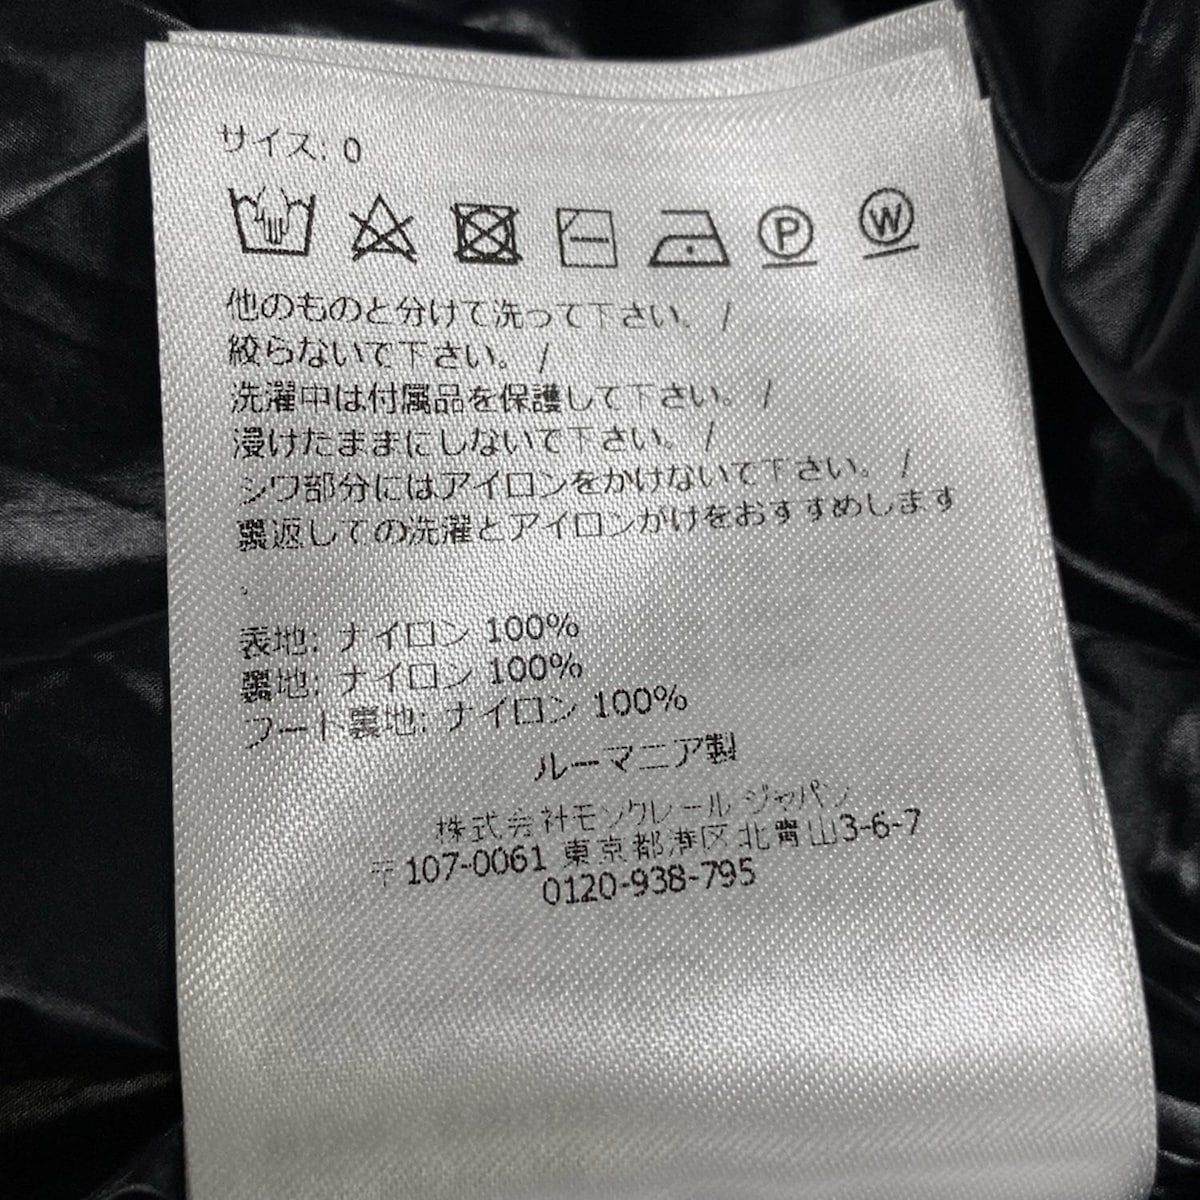 サイズ: 0
P W
他のものと分けて洗って下さい。 /
絞らないで下さい。 /
洗濯中は付属品を保護して下さい。 /
浸けたままにしないで下さい。 /
シワ部分にはアイロンをかけないで下さい。 /
裏返しての洗濯とアイロンがけをおすすめします
。
表地: ナイロン 100%
裏地: ナイロン 100%
フード裏地: ナイロン 100%
ルーマニア製
株式会社モンクレール ジャパン
〒107-0061 東京都港区北青山3-6-7
0120-938-795